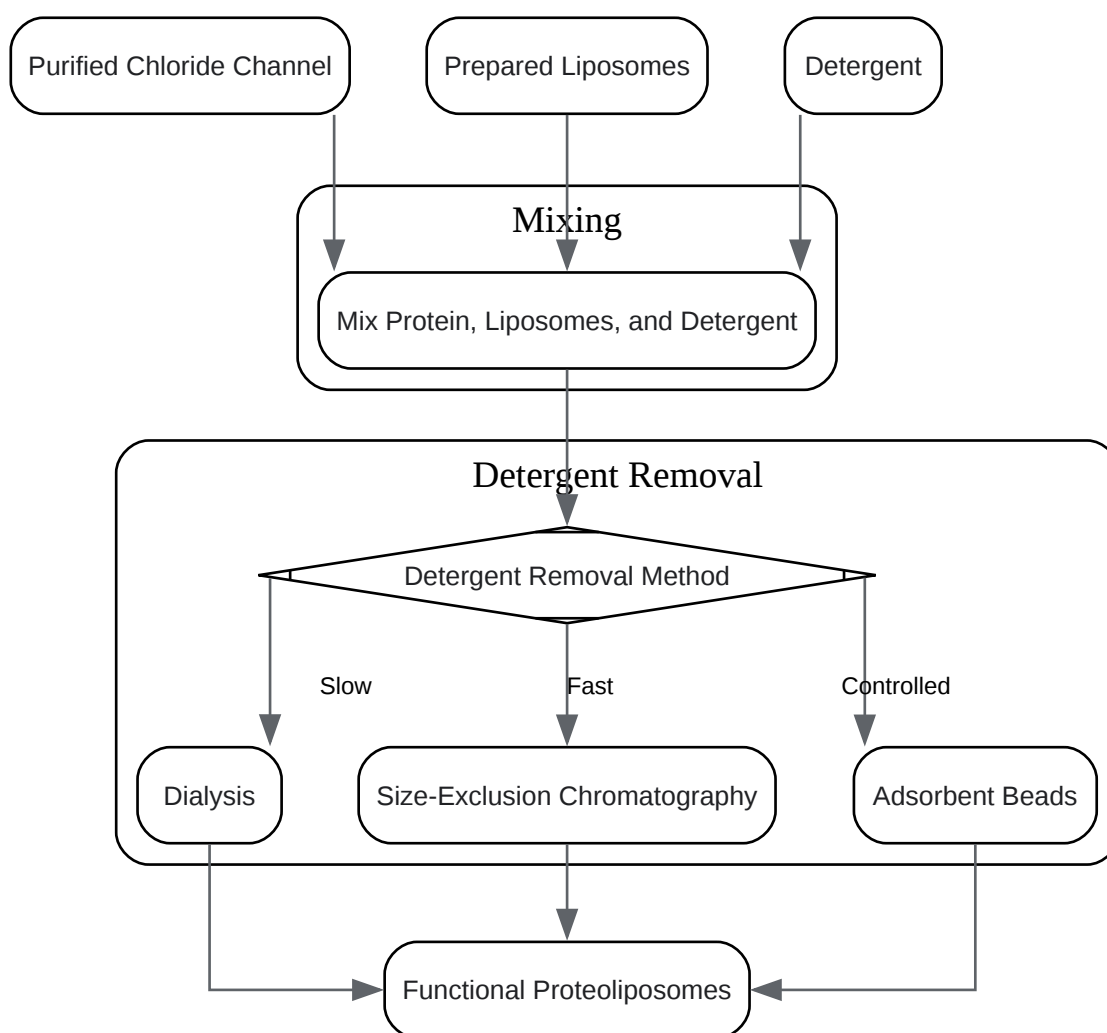 Purified Chloride Channel
Prepared Liposomes
Detergent
Mixing
Mix Protein, Liposomes, and Detergent
Detergent Removal
Detergent Removal Method
Slow
Fast
Controlled
Dialysis
Size-Exclusion Chromatography
Adsorbent Beads
Functional Proteoliposomes